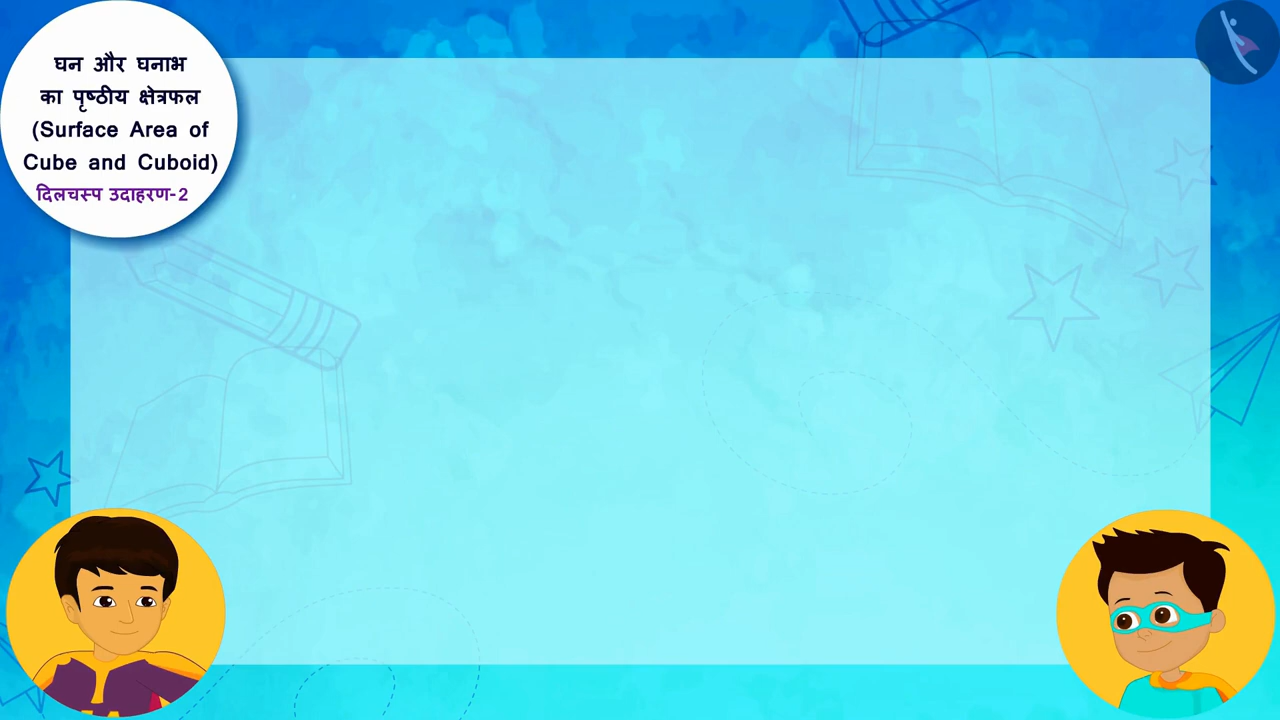 घन और घनाभ
का पृष्ठीय क्षेत्रफल
(Surface Area of
Cube and Cuboid)
दिलचस्प उदाहरण-2